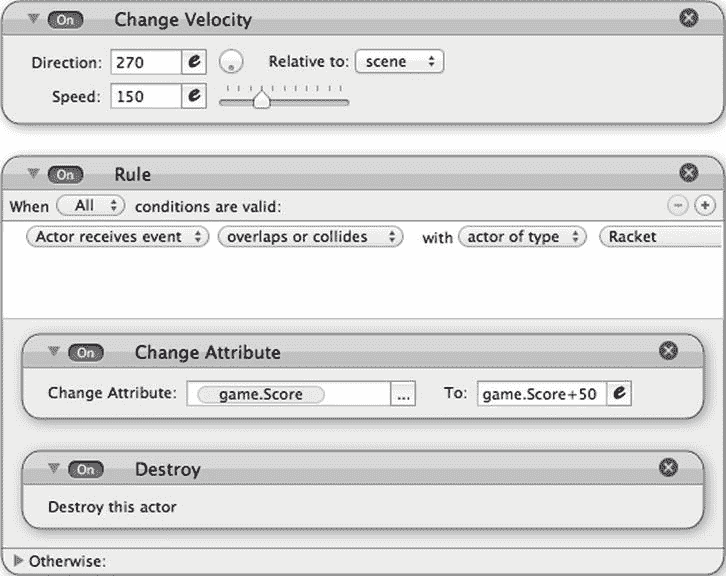 On Change Velocity
Direction: 270 e Relative to: scene
Speed: 150 e
On Rule
When All conditions are valid:
Actor receives event overlaps or collides with actor of type Racket
On Change Attribute
Change Attribute: game.Score ... To: game.Score+50 e
On Destroy
Destroy this actor
Otherwise: